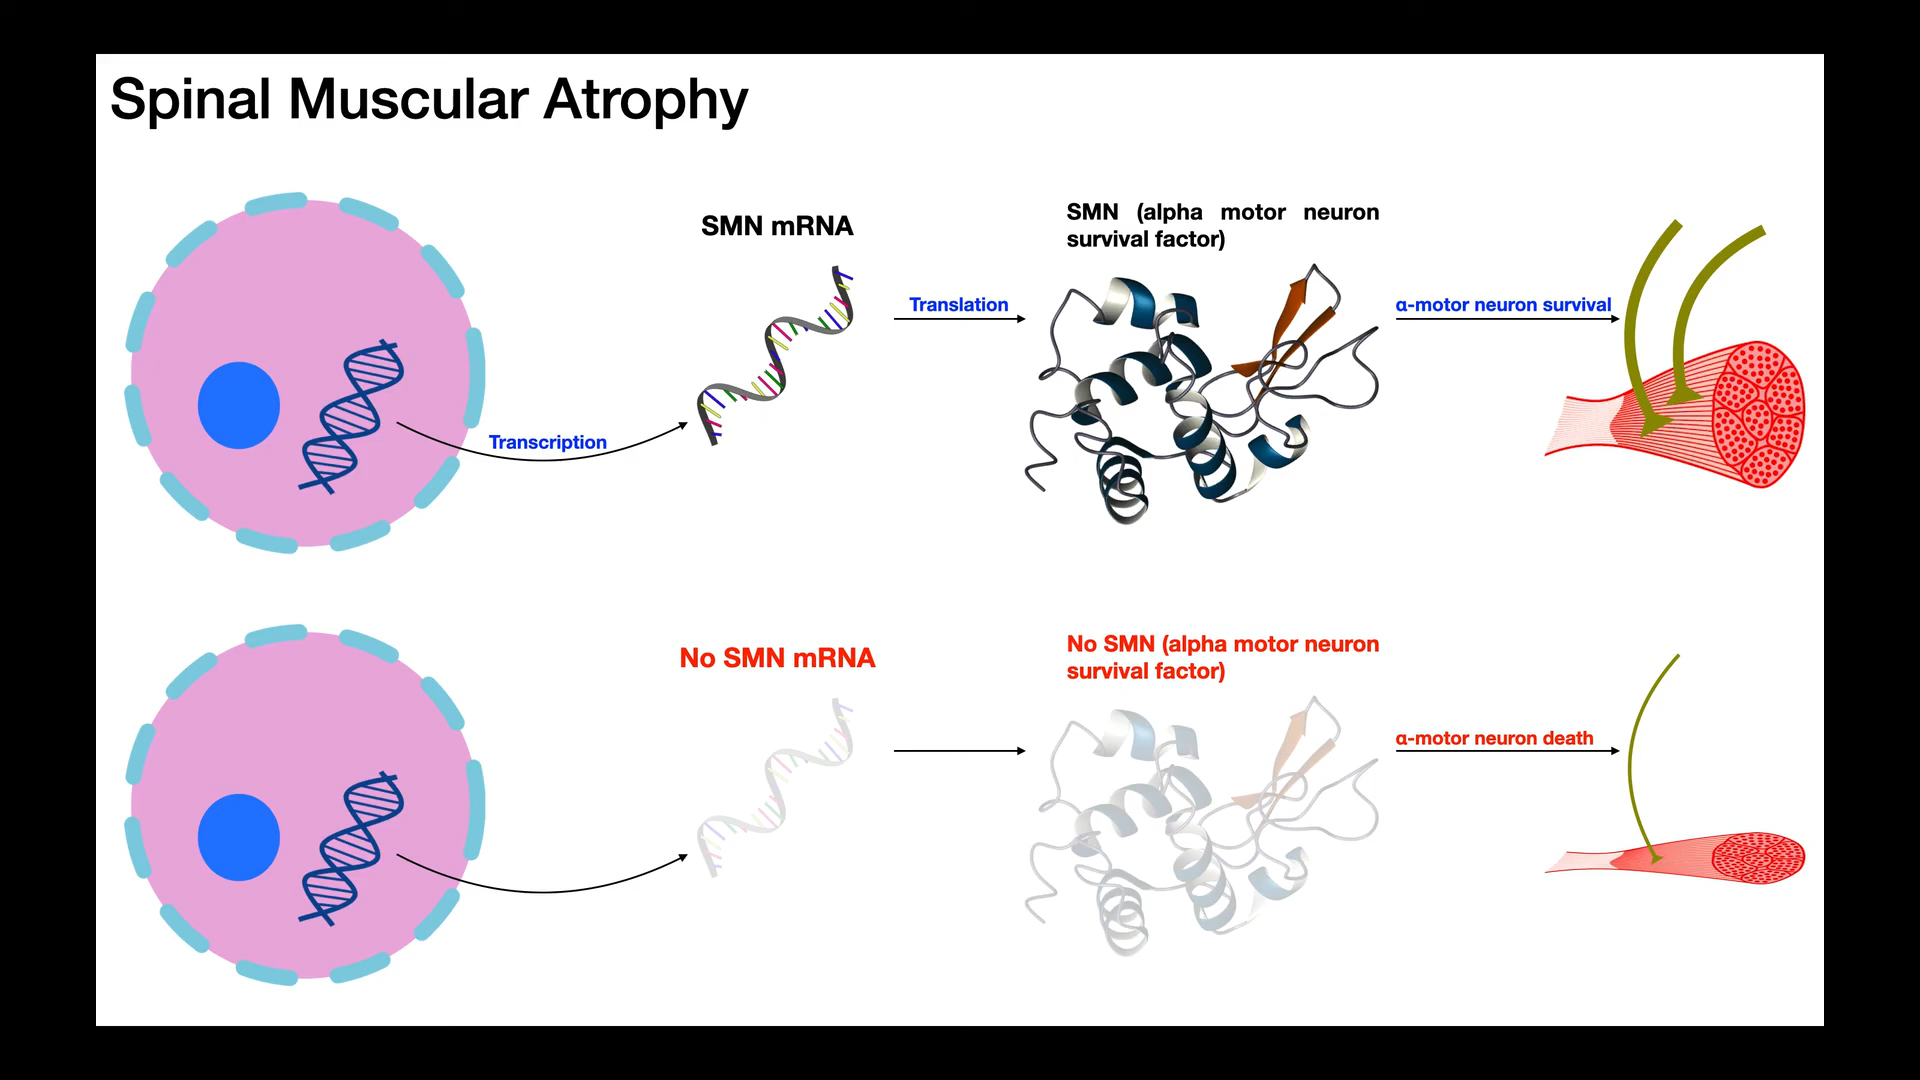 Spinal Muscular Atrophy
SMN mRNA
SMN (alpha motor neuron
survival factor)
Transcription
Translation
α-motor neuron survival
No SMN mRNA
No SMN (alpha motor neuron
survival factor)
α-motor neuron death